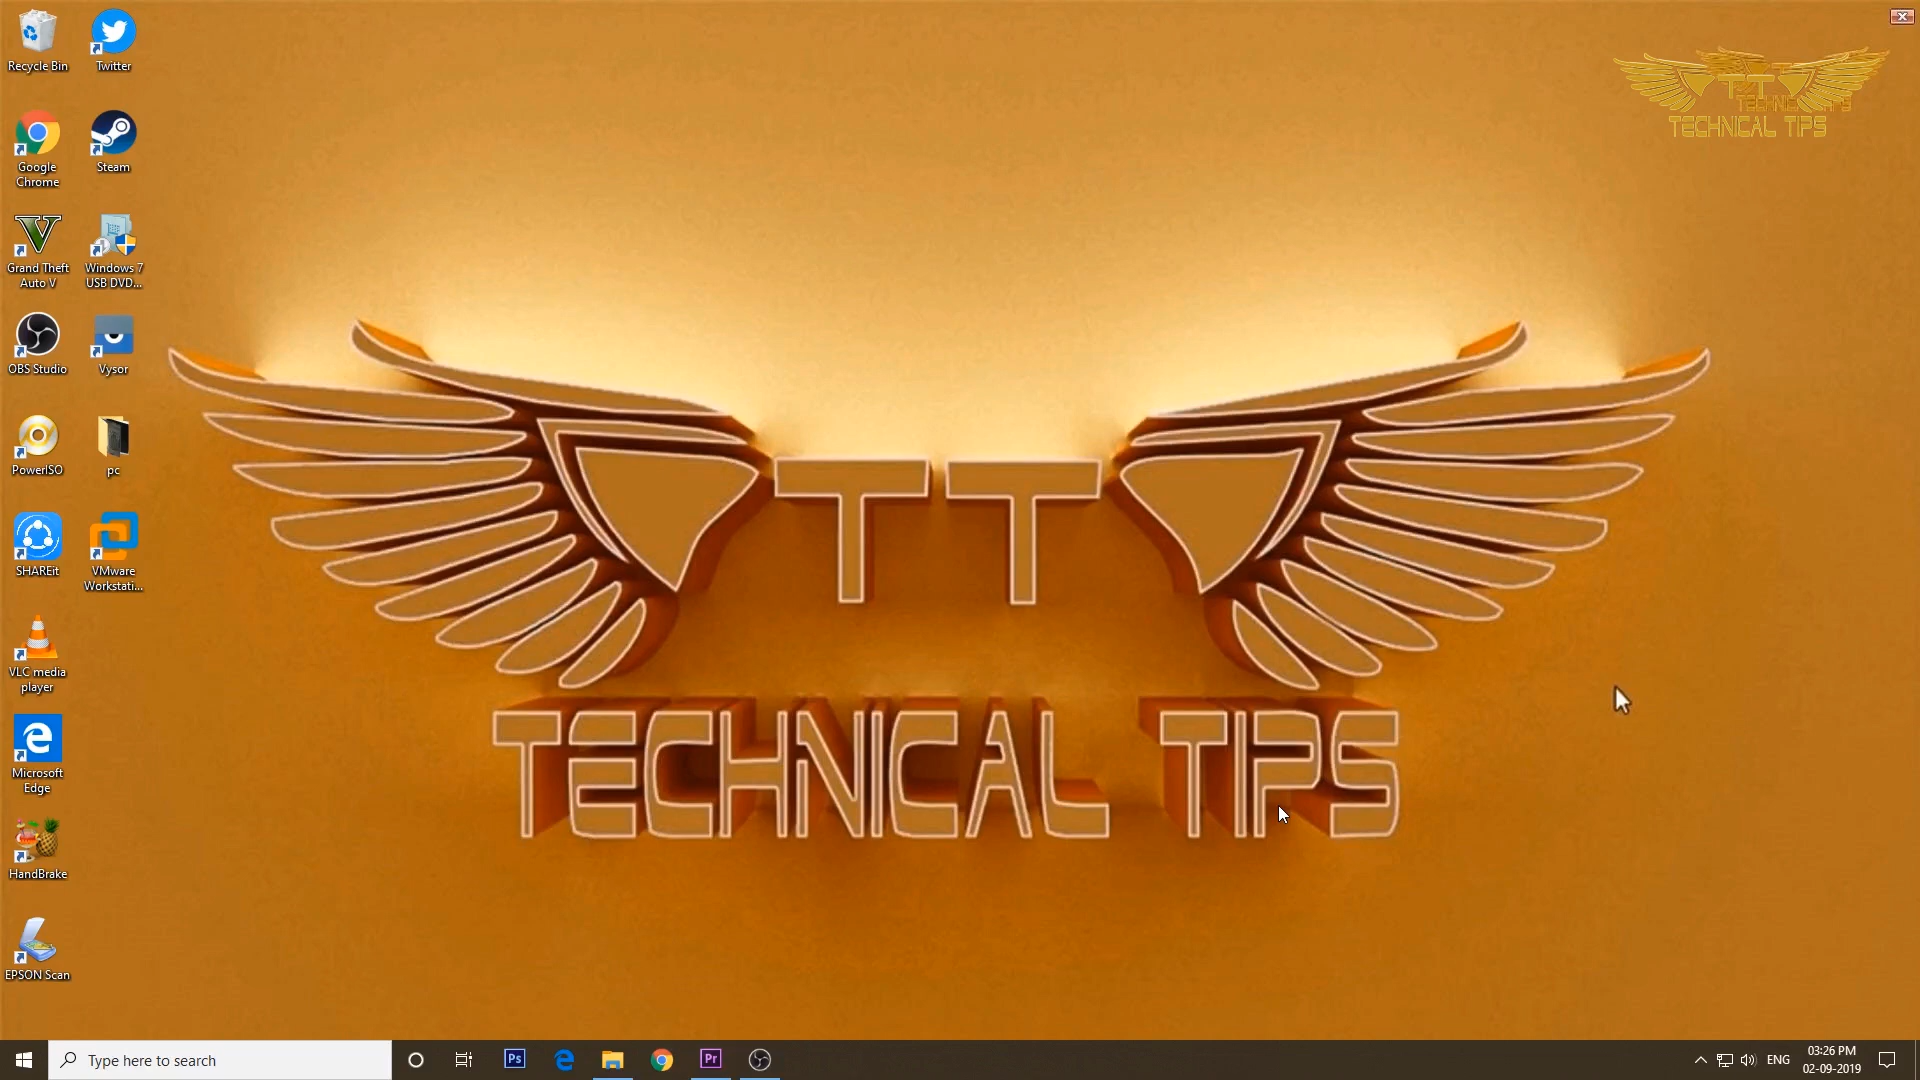 Recycle Bin
Twitter
Google
Chrome
Steam
Grand Theft
Auto V
Windows 7
USB DVD...
OBS Studio
Vysor
PowerISO
pc
SHAREit
VMware
Workstati...
VLC media
player
Microsoft
Edge
HandBrake
EPSON Scan
TT
TECHNICAL TIPS
TT
TECHNICAL TIPS
Type here to search
Ps
Pr
ENG
03:26 PM
02-09-2019